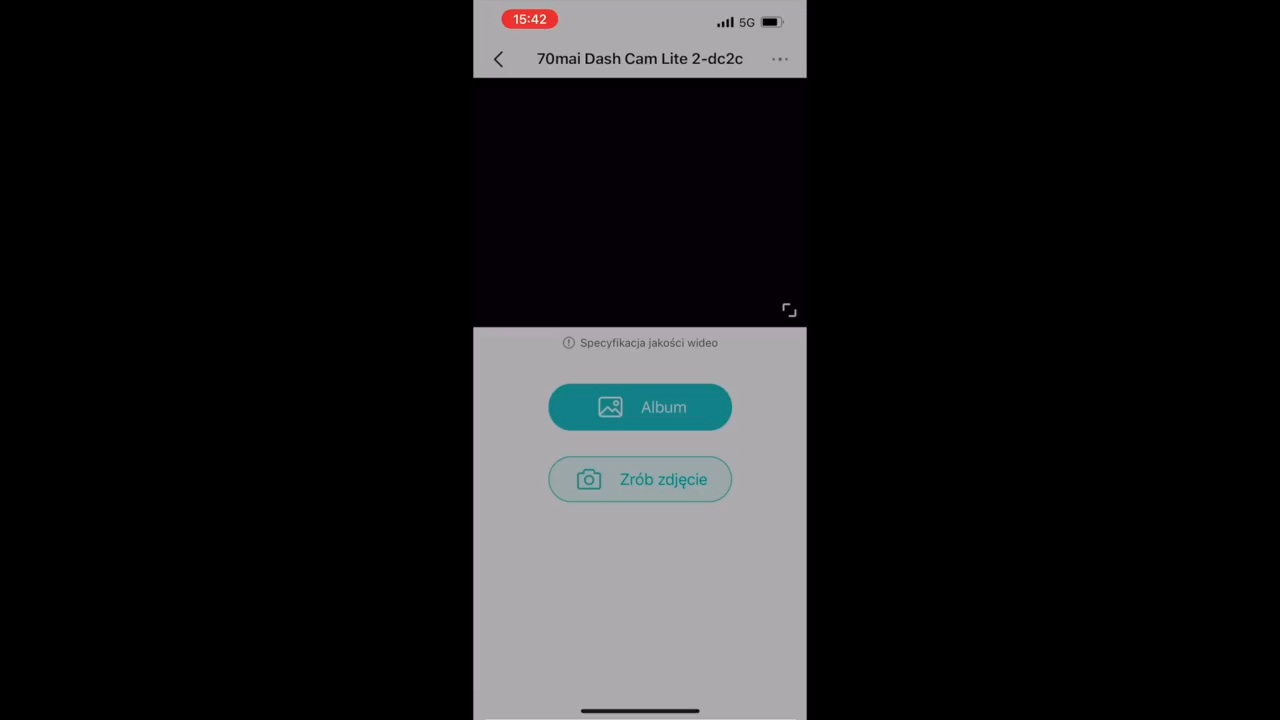 15:42
5G
70mai Dash Cam Lite 2-dc2c
Specyfikacja jakości wideo
Album
Zrób zdjęcie